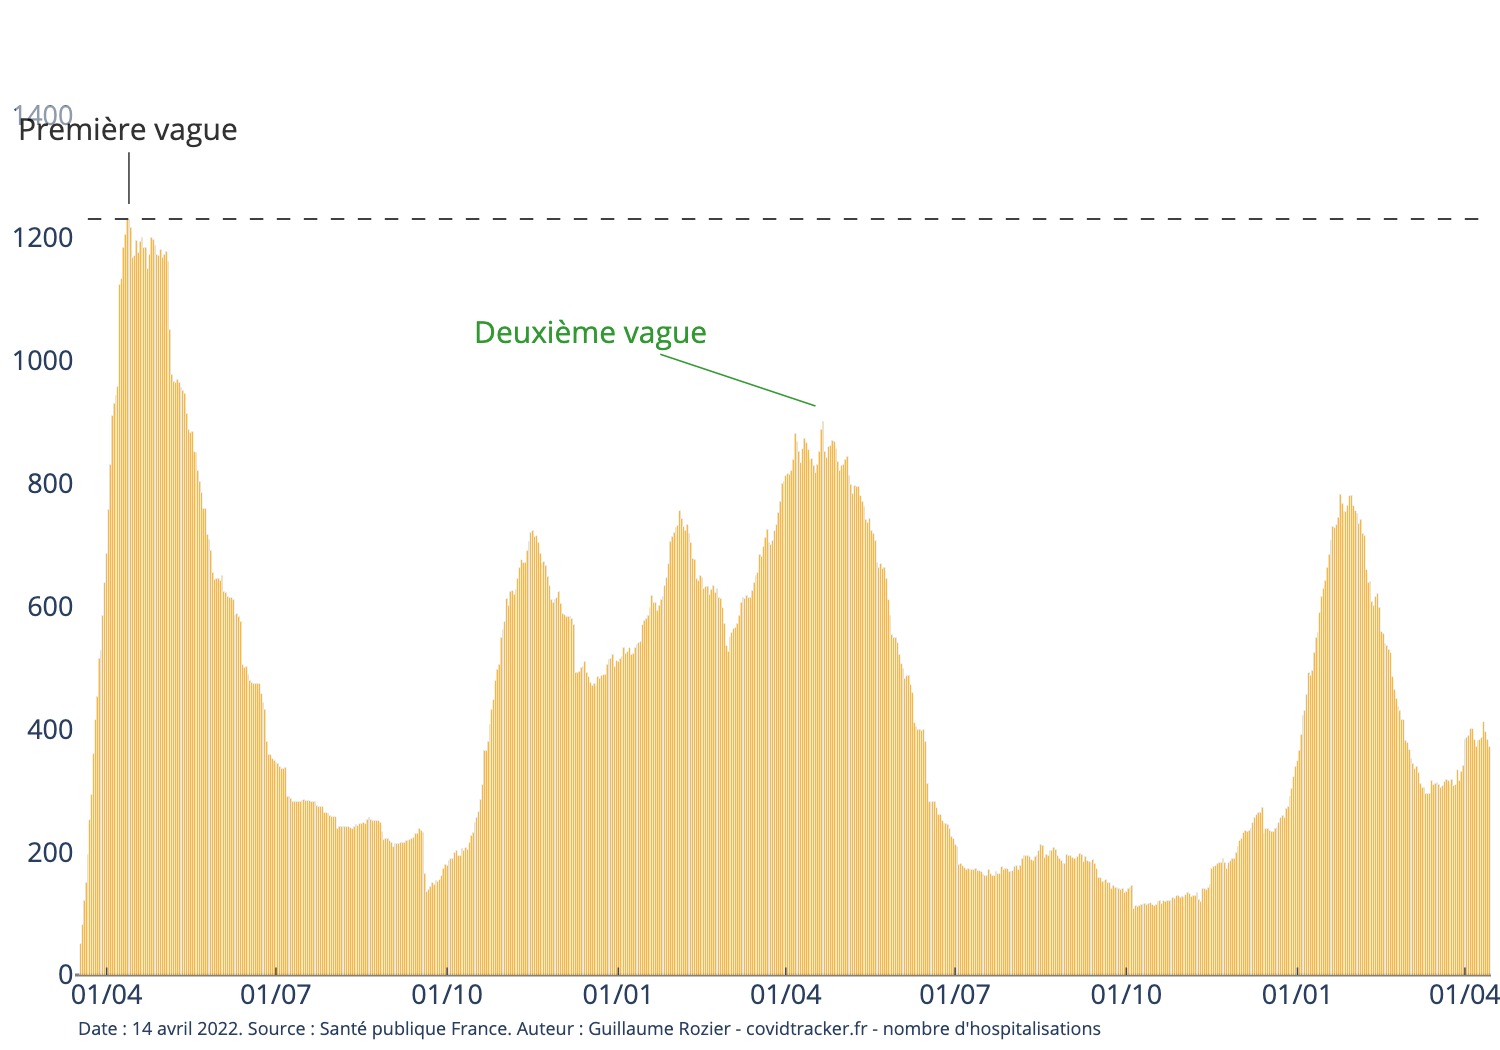 1400
Première vague
1200
1000
Deuxième vague
800
600
400
200
0
01/04 01/07 01/10 01/01 01/04 01/07 01/10 01/01 01/04
Date : 14 avril 2022. Source : Santé publique France. Auteur : Guillaume Rozier - covidtracker.fr - nombre d'hospitalisations